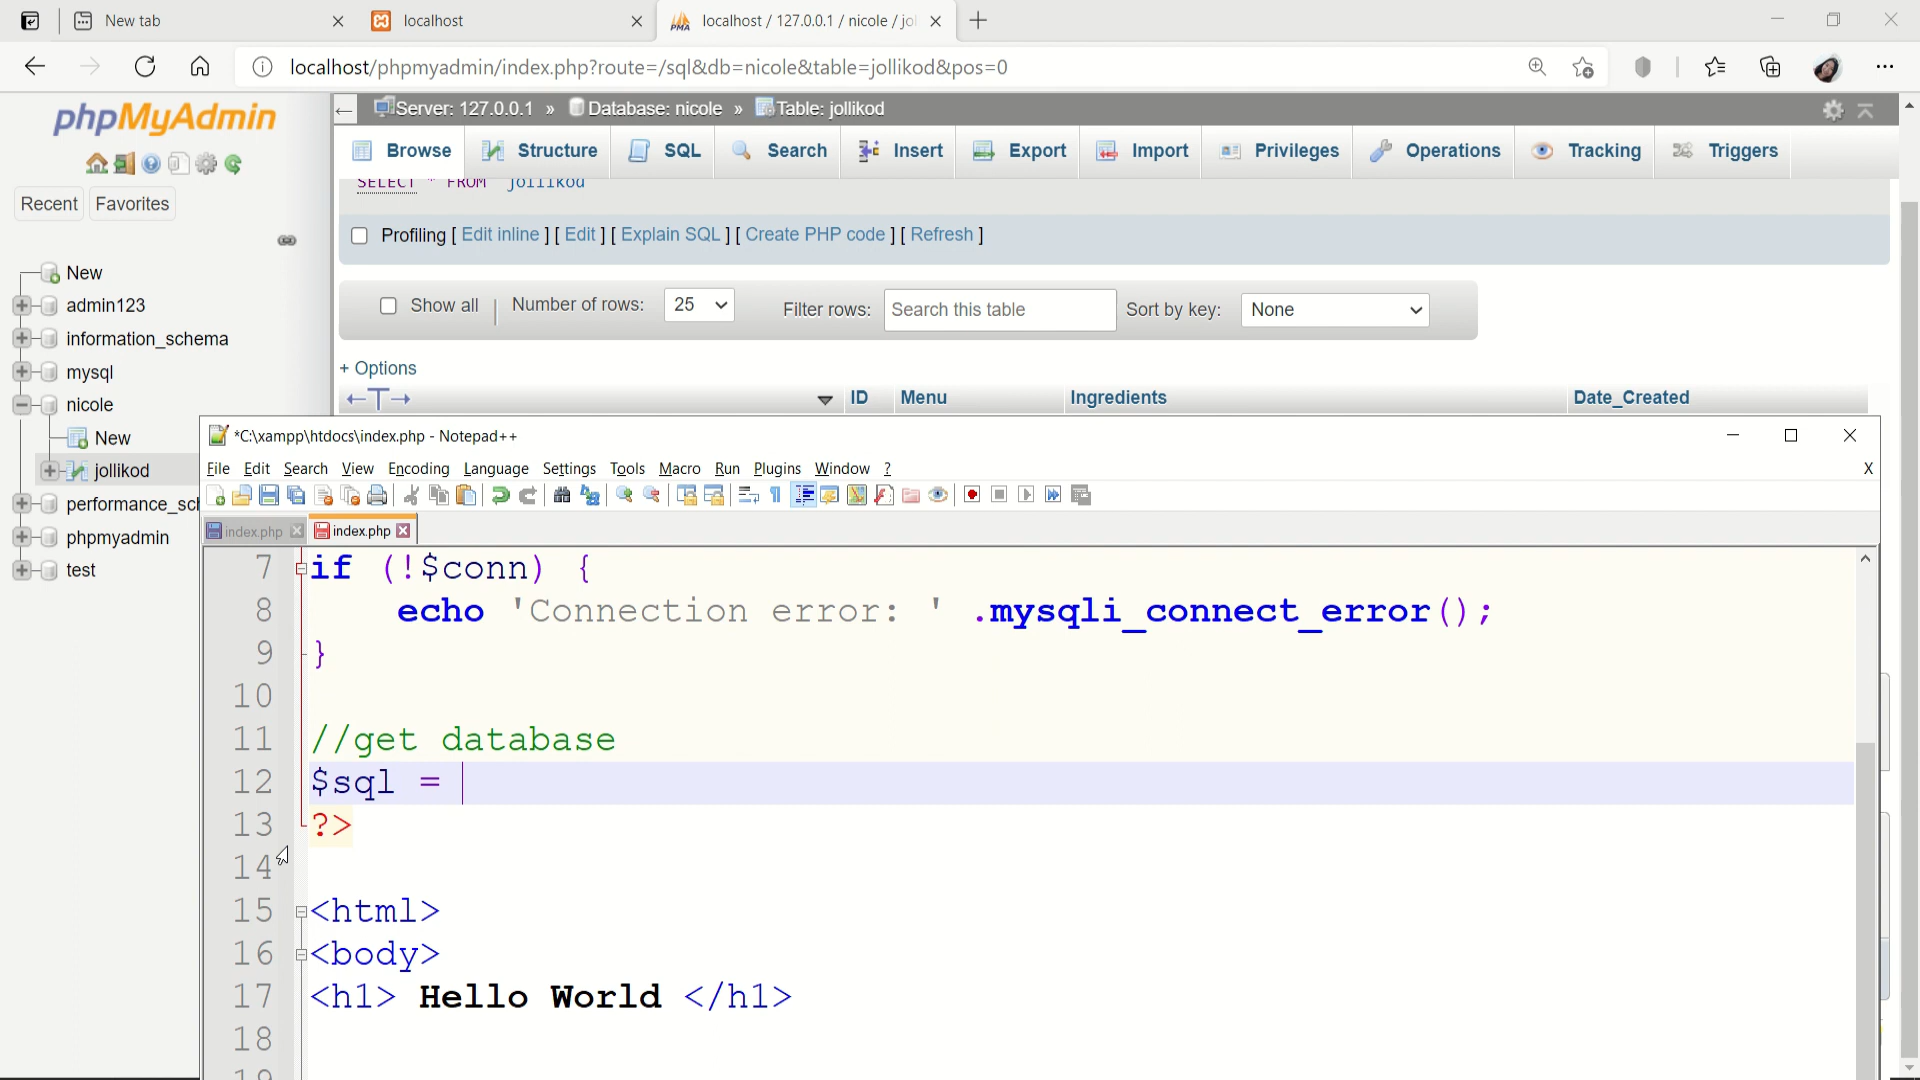 New tab
localhost
localhost / 127.0.0.1 / nicole / jol
localhost/phpmyadmin/index.php?route=/sql&db=nicole&table=jollikod&pos=0
phpMyAdmin
Recent Favorites
New
admin123
information_schema
mysql
nicole
New
jollikod
performance_sch
phpmyadmin
test
Server: 127.0.0.1 » Database: nicole » Table: jollikod
Browse Structure SQL Search Insert Export Import Privileges Operations Tracking Triggers
SELECT * FROM `jollikod`
Profiling [ Edit inline ] [ Edit ] [ Explain SQL ] [ Create PHP code ] [ Refresh ]
Show all | Number of rows: 25 Filter rows: Search this table Sort by key: None
+ Options
←T→ ID Menu Ingredients Date_Created
*C:\xampp\htdocs\index.php - Notepad++
File Edit Search View Encoding Language Settings Tools Macro Run Plugins Window ? X
index.php index.php
7 if (!$conn) {
8 echo 'Connection error: ' .mysqli_connect_error();
9 }
10
11 //get database
12 $sql =
13 ?>
14
15 <html>
16 <body>
17 <h1> Hello World </h1>
18
19